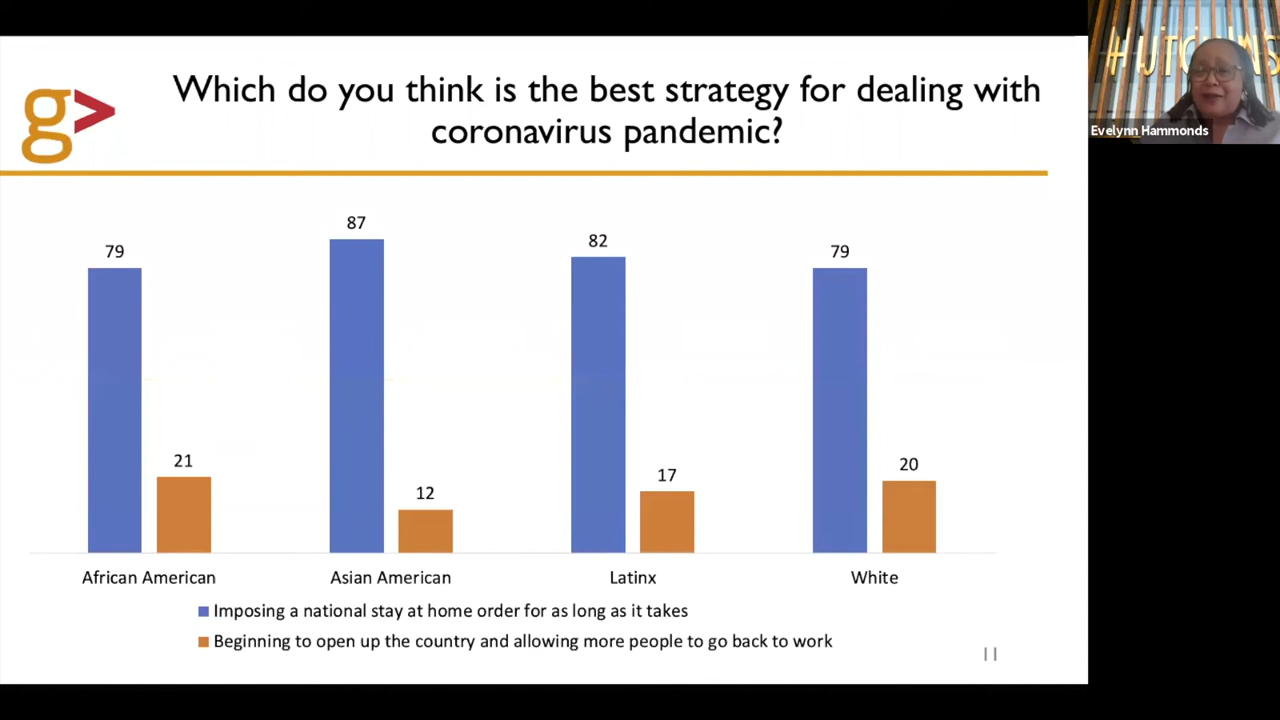 Which do you think is the best strategy for dealing with
coronavirus pandemic?
g>
Evelynn Hammonds
79
21
87
12
82
17
79
20
African American
Asian American
Latinx
White
Imposing a national stay at home order for as long as it takes
Beginning to open up the country and allowing more people to go back to work
11